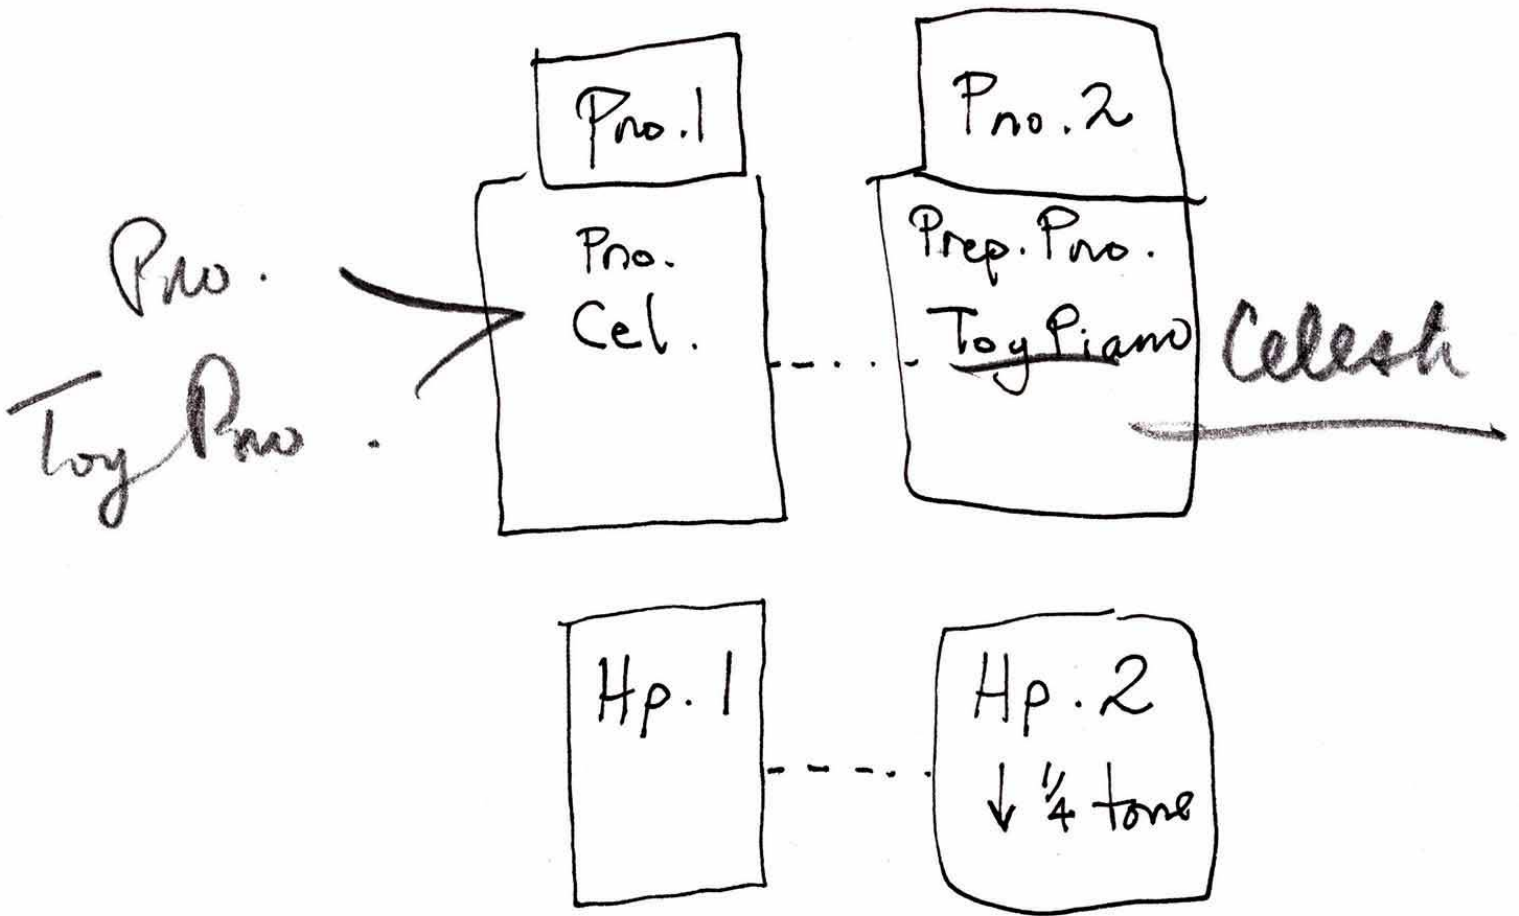 Pno.1
Pno.2
Pno.
Cel.
Prep. Pno.
Toy Piano
Pno.
Toy Pno.
Celesta
Hp. 1
Hp. 2
↓ 1/4 tone